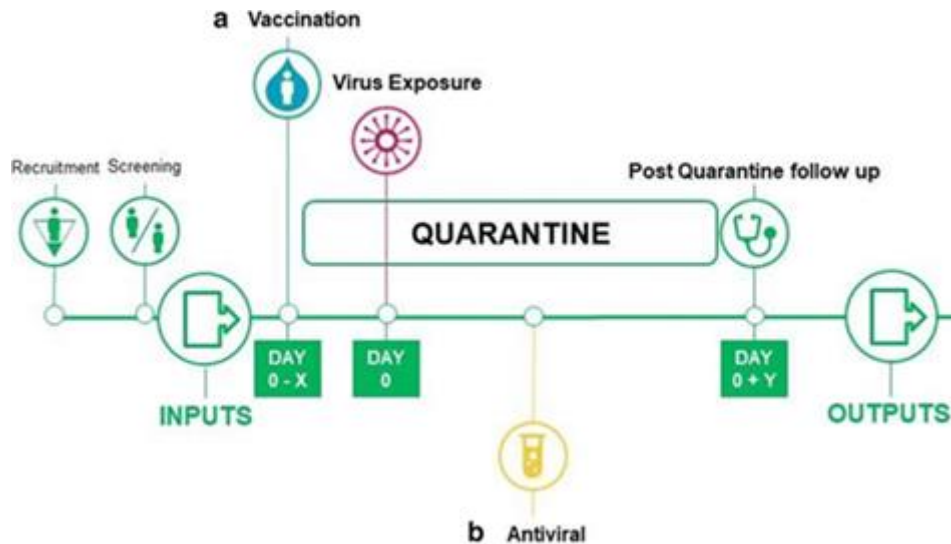 a Vaccination
Virus Exposure
Recruitment Screening
Post Quarantine follow up
QUARANTINE
DAY
0 - X
DAY
0
DAY
0 + Y
INPUTS
OUTPUTS
b Antiviral